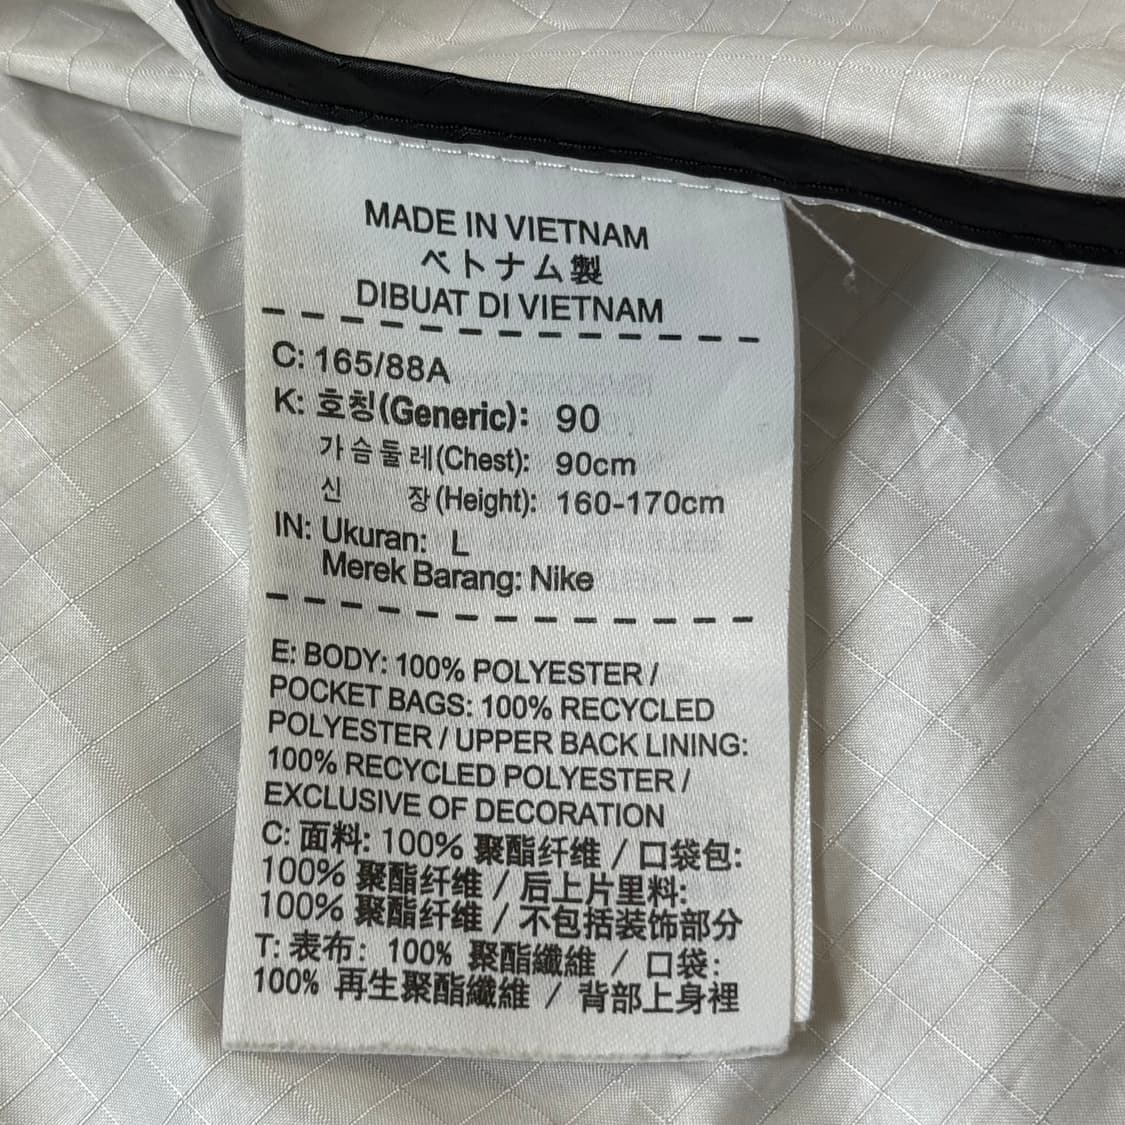 MADE IN VIETNAM
ベトナム製
DIBUAT DI VIETNAM
C: 165/88A
K: 호칭(Generic): 90
가슴둘레(Chest): 90cm
신 장(Height): 160-170cm
IN: Ukuran: L
Merek Barang: Nike
E: BODY: 100% POLYESTER /
POCKET BAGS: 100% RECYCLED
POLYESTER / UPPER BACK LINING:
100% RECYCLED POLYESTER /
EXCLUSIVE OF DECORATION
C: 面料: 100% 聚酯纤维 / 口袋包:
100% 聚酯纤维 / 后上片里料:
100% 聚酯纤维 / 不包括装饰部分
T: 表布: 100% 聚酯纖維 / 口袋:
100% 再生聚酯纖維 / 背部上身裡